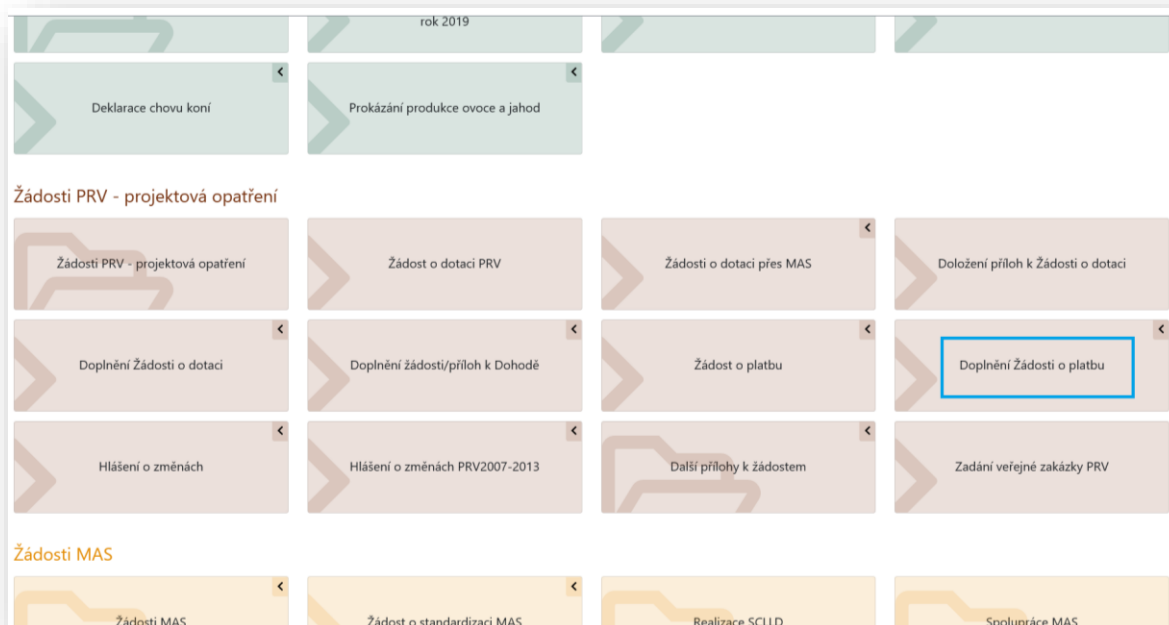 rok 2019
Deklarace chovu koní
Prokázání produkce ovoce a jahod
Žádosti PRV - projektová opatření
Žádosti PRV - projektová opatření
Žádost o dotaci PRV
Žádosti o dotaci přes MAS
Doložení příloh k Žádosti o dotaci
Doplnění Žádosti o dotaci
Doplnění žádosti/příloh k Dohodě
Žádost o platbu
Doplnění Žádosti o platbu
Hlášení o změnách
Hlášení o změnách PRV2007-2013
Další přílohy k žádostem
Zadání veřejné zakázky PRV
Žádosti MAS
Žádosti MAS
Žádost o standardizaci MAS
Realizace SCLLD
Spolupráce MAS